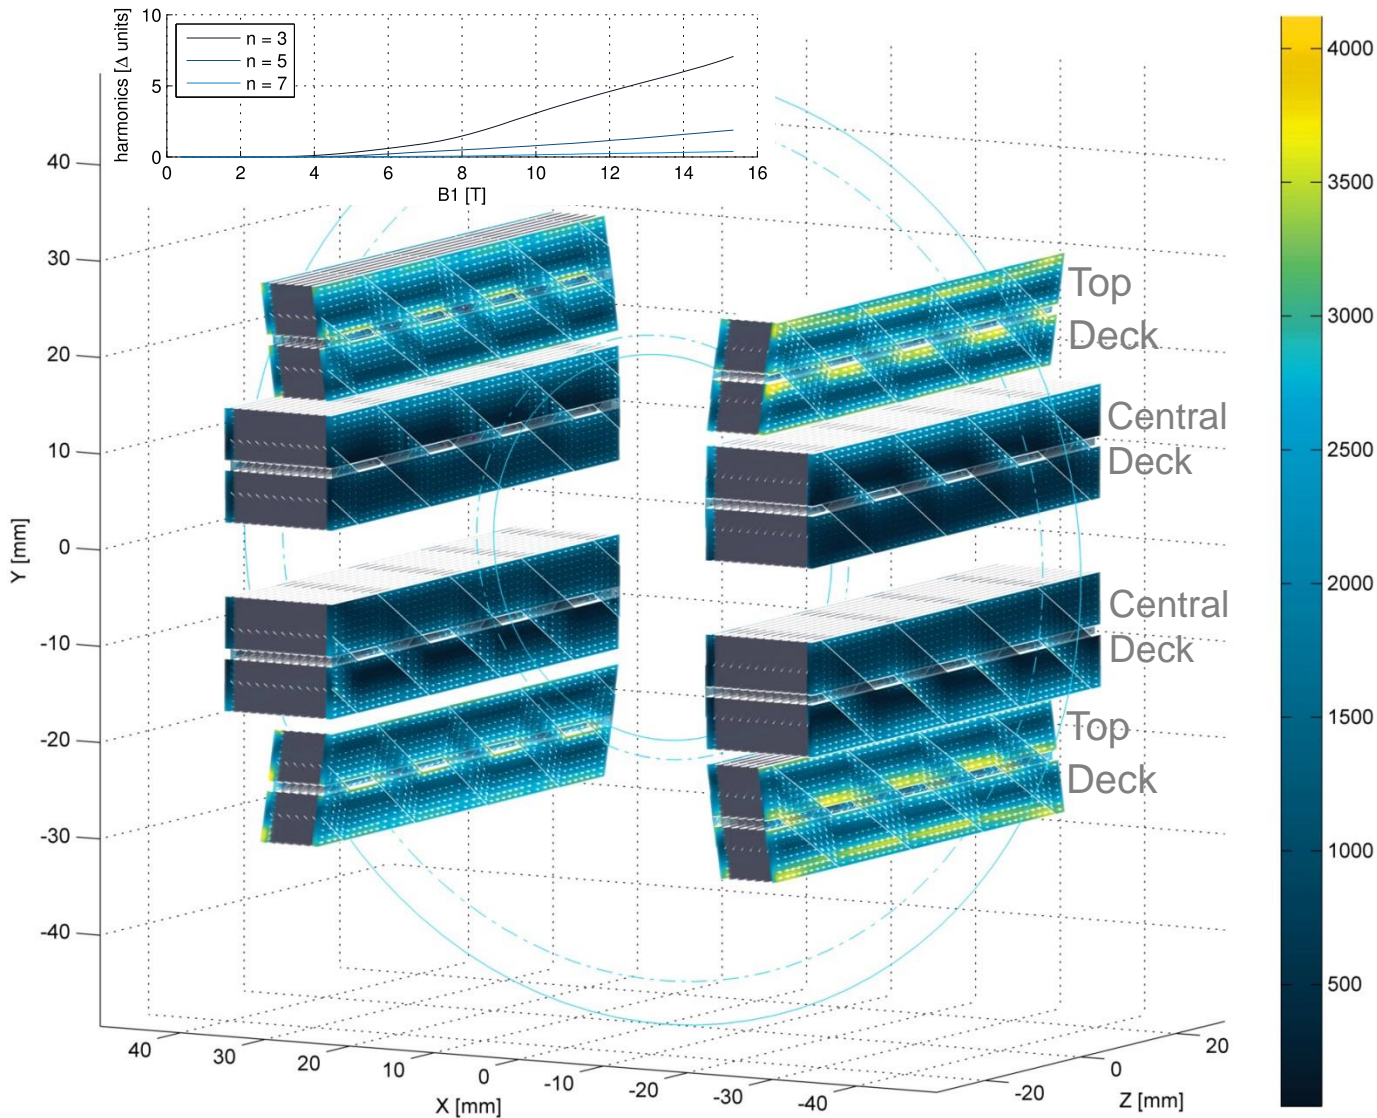 10
5
0
harmonics [Δ units]
n = 3
n = 5
n = 7
0 2 4 6 8 10 12 14 16
B1 [T]
40
30
20
10
0
-10
-20
-30
-40
Y [mm]
Top
Deck
Central
Deck
Central
Deck
Top
Deck
40 30 20 10 0 -10 -20 -30 -40
X [mm]
-20 0 20
Z [mm]
4000
3500
3000
2500
2000
1500
1000
500